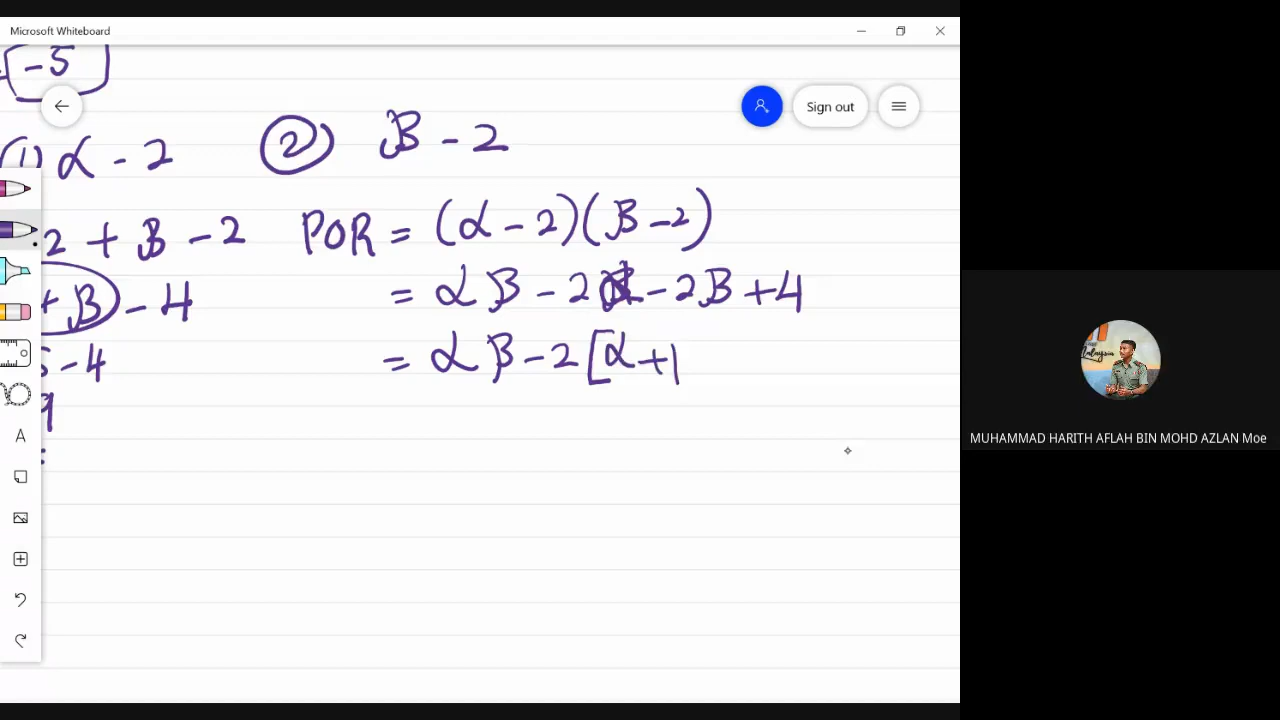 Microsoft Whiteboard
-5
Sign out
① α - 2   ② β - 2
2 + β - 2   POR = (α - 2)(β - 2)
+ β) - 4   = αβ - 2α - 2β + 4
- 4   = αβ - 2[α + 1
9
A
Malaysia
MUHAMMAD HARITH AFLAH BIN MOHD AZLAN Moe